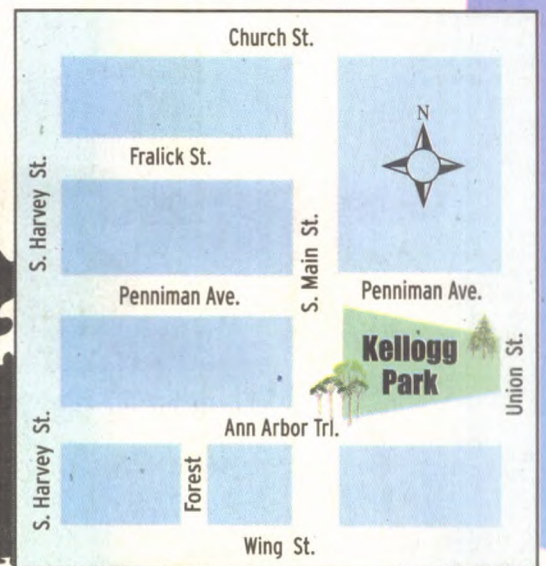 Church St.
N
Fralick St.
S. Harvey St.
S. Main St.
Penniman Ave.
Penniman Ave.
Kellogg
Park
Union St.
Ann Arbor Trl.
S. Harvey St.
Forest
Wing St.